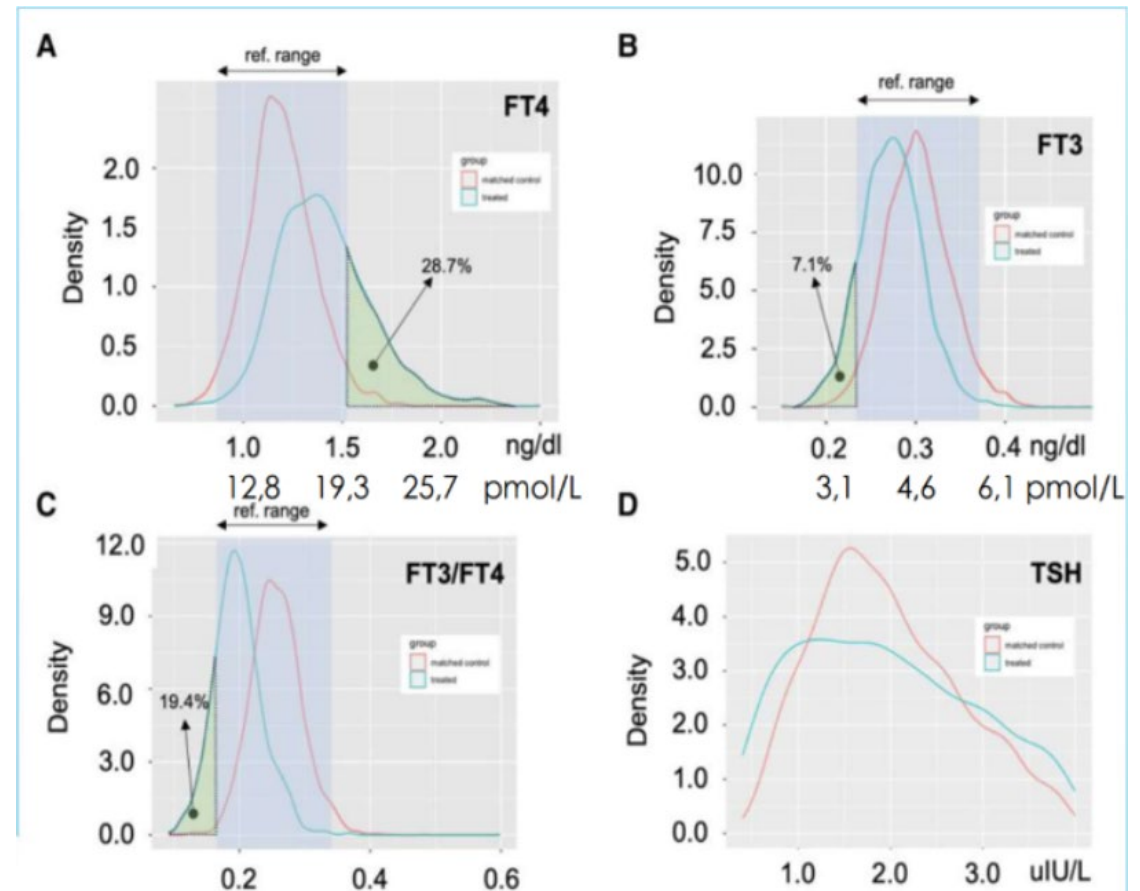 A
ref. range
FT4
group
matched control
treated
28.7%
Density
2.0
1.5
1.0
0.5
0.0
1.0 1.5 2.0 ng/dl
12,8 19,3 25,7 pmol/L
B
ref. range
FT3
group
matched control
treated
7.1%
Density
10.0
7.5
5.0
2.5
0.0
0.2 0.3 0.4 ng/dl
3,1 4,6 6,1 pmol/L
C
ref. range
FT3/FT4
group
matched control
treated
19.4%
Density
12.0
9.0
6.0
3.0
0.0
0.2 0.4 0.6
D
TSH
group
matched control
treated
Density
5.0
4.0
3.0
2.0
1.0
0.0
1.0 2.0 3.0 uIU/L